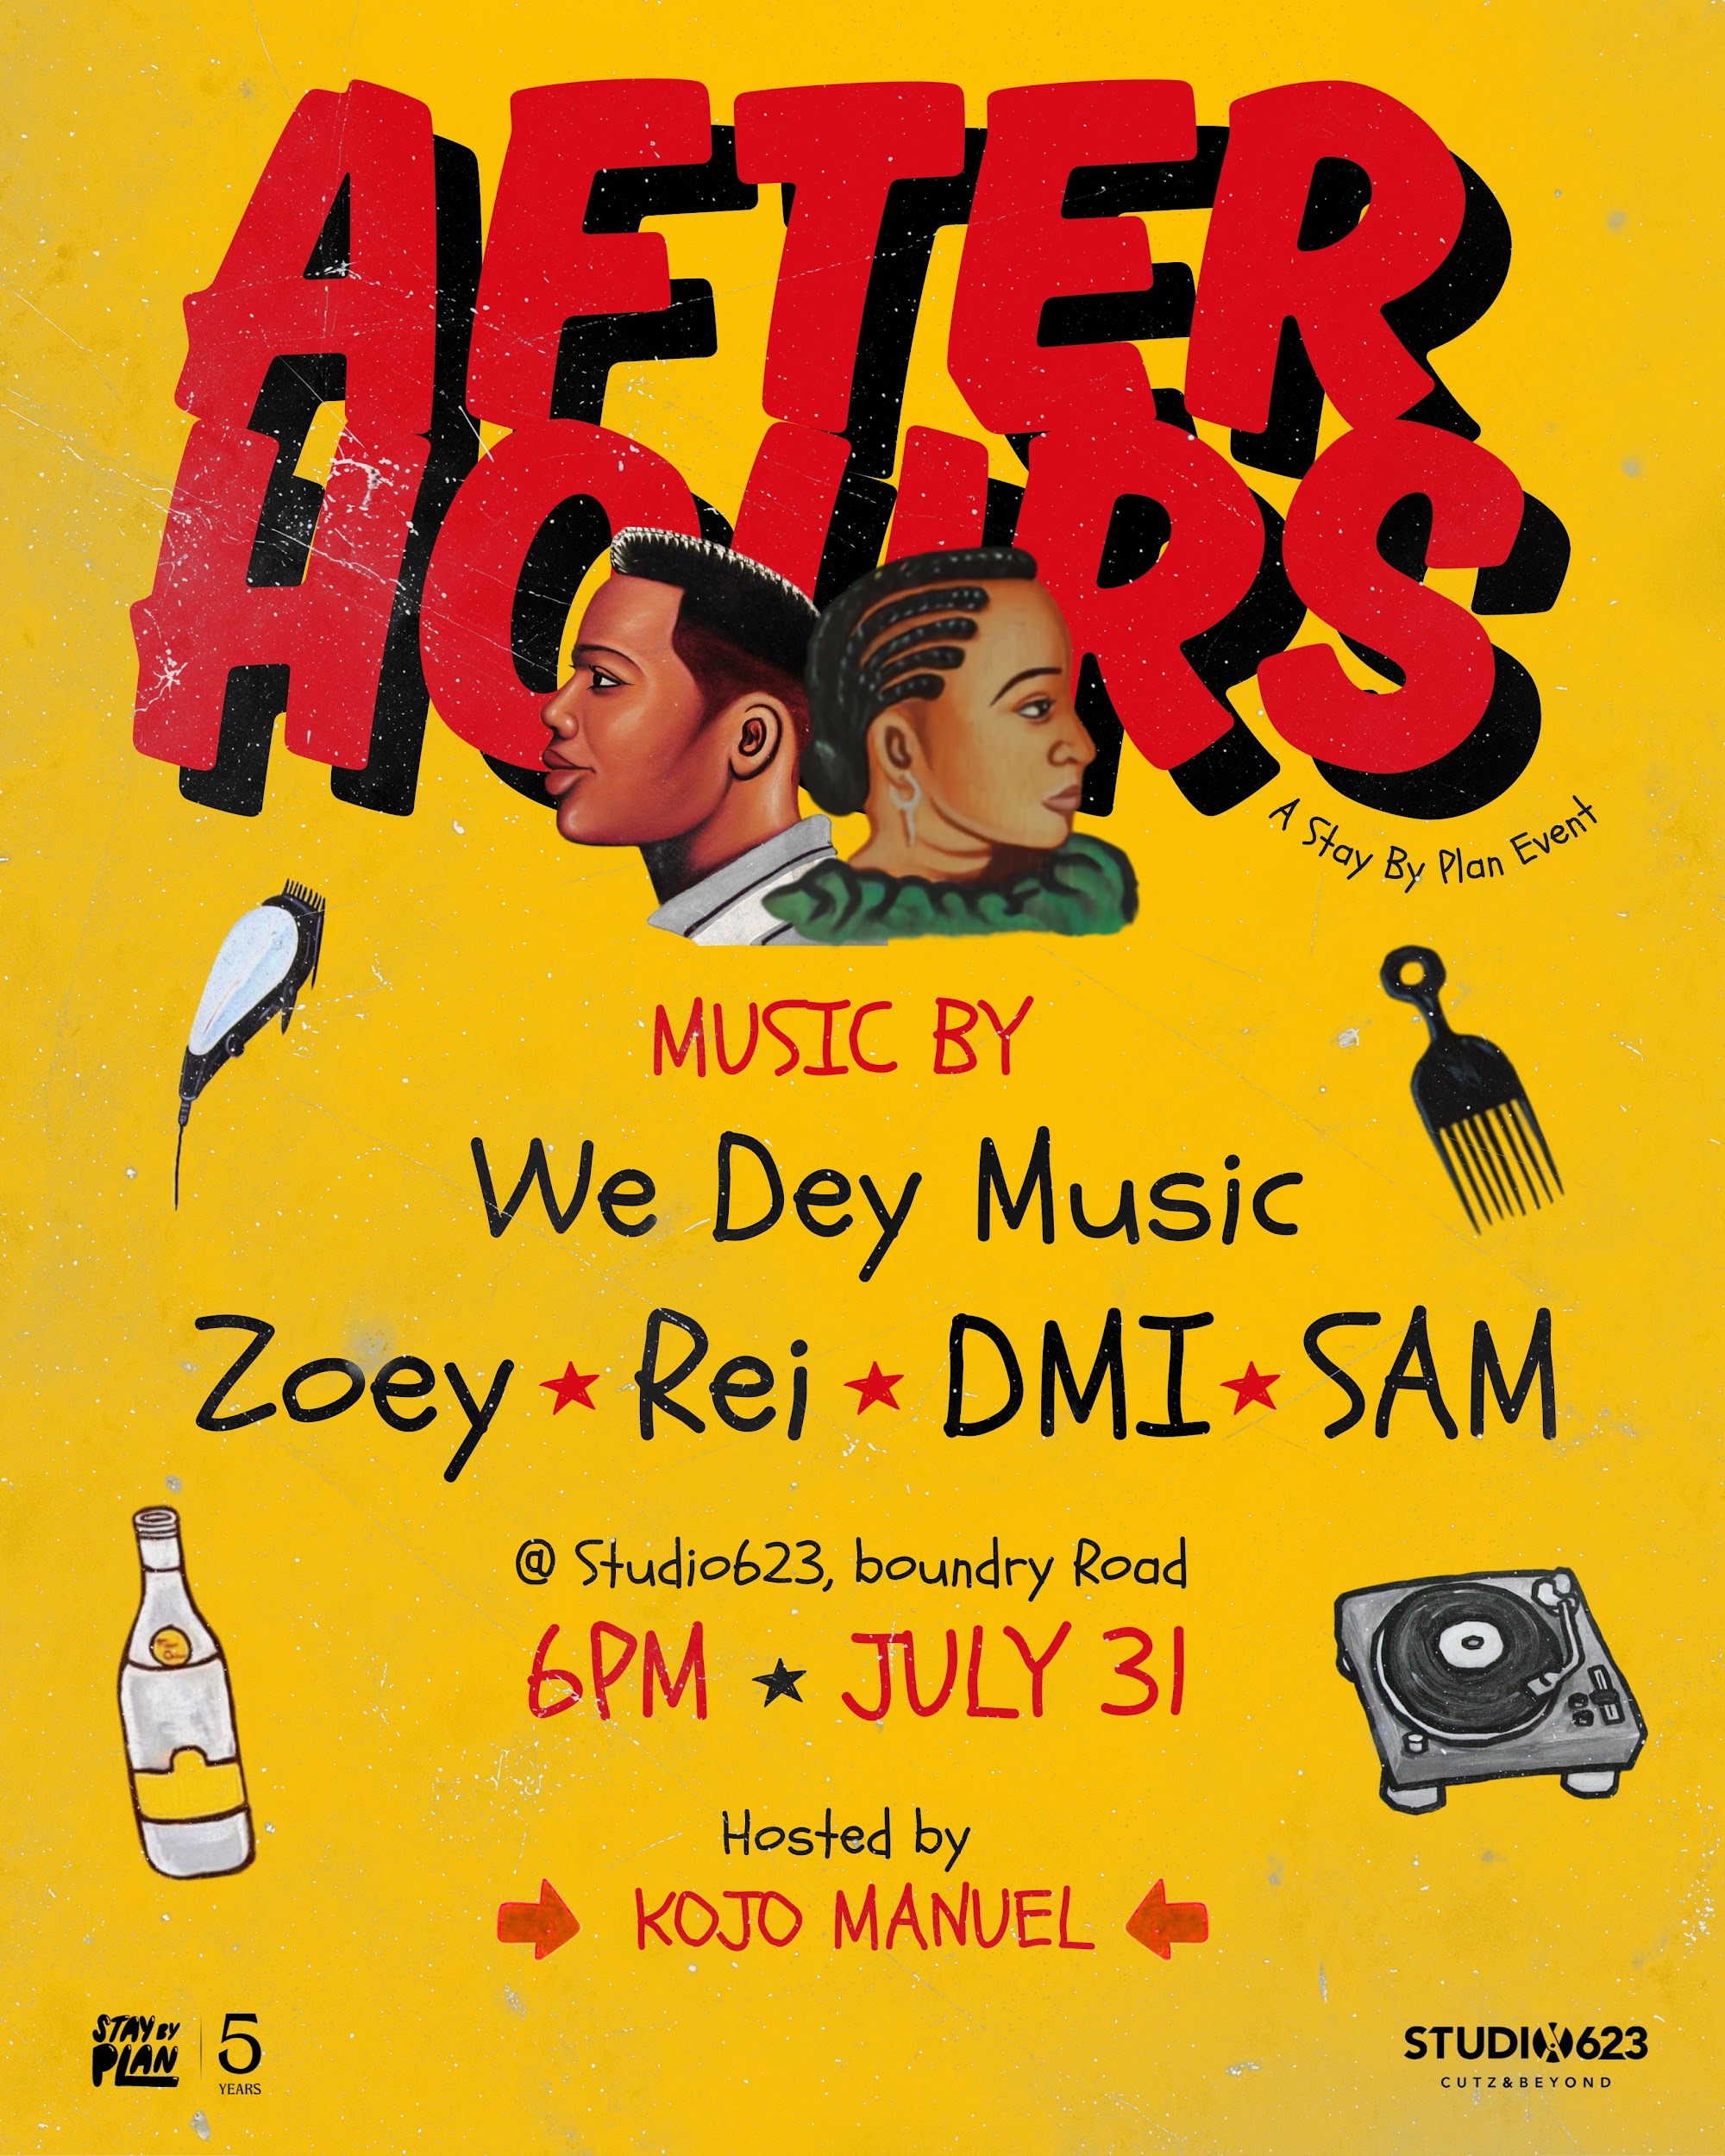 AFTER
HOURS
A Stay By Plan Event
MUSIC BY
We Dey Music
Zoey ★ Rei ★ DMI ★ SAM
@ Studio623, boundry Road
6PM ★ JULY 31
Hosted by
KOJO MANUEL
STAY BY
PLAN
5
YEARS
STUDIO623
CUTZ&BEYOND